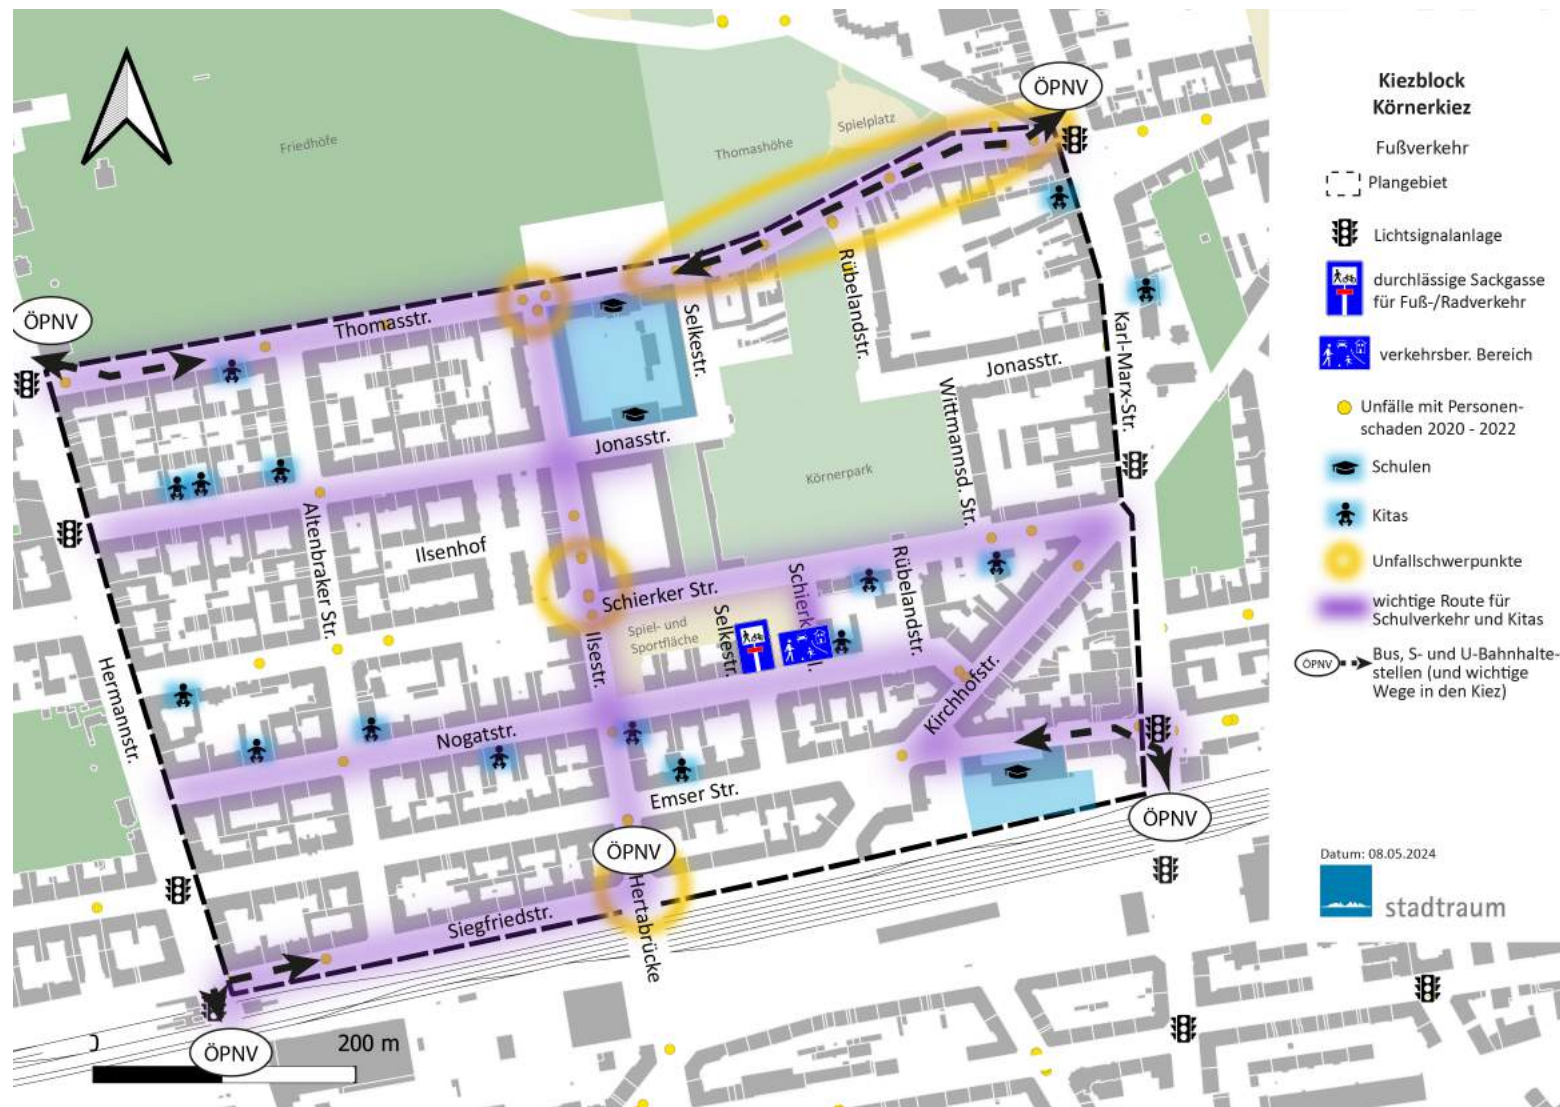 ÖPNV
Spielplatz
Friedhöfe
Thomashöhe
ÖPNV
Thomasstr.
Selkestr.
Rübelandstr.
Karl-Marx-Str.
Jonasstr.
Wittmannsd. Str.
Jonasstr.
Körnerpark
Altenbraker Str.
Ilsenhof
Schierker Str.
Rübelandstr.
Spiel- und
Sportfläche
Selkestr.
Ilsestr.
Hermannstr.
Kirchhofstr.
Nogatstr.
Emser Str.
ÖPNV
ÖPNV
Hertabrücke
Siegfriedstr.
ÖPNV
200 m
Kiezblock
Körnerkiez
Fußverkehr
Plangebiet
Lichtsignalanlage
durchlässige Sackgasse
für Fuß-/Radverkehr
verkehrsber. Bereich
Unfälle mit Personen-
schaden 2020 - 2022
Schulen
Kitas
Unfallschwerpunkte
wichtige Route für
Schulverkehr und Kitas
ÖPNV
Bus, S- und U-Bahnhalte-
stellen (und wichtige
Wege in den Kiez)
Datum: 08.05.2024
stadtraum